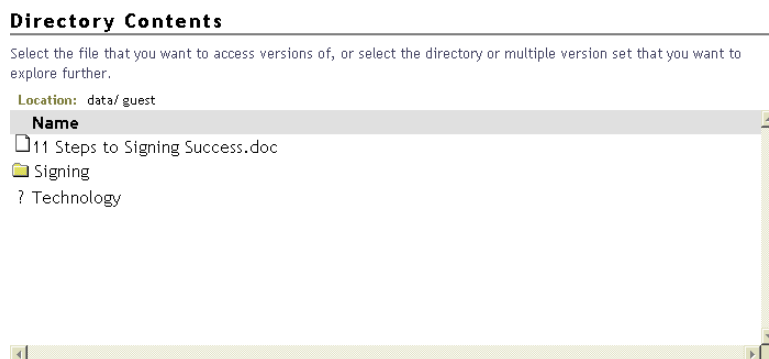 Directory Contents
Select the file that you want to access versions of, or select the directory or multiple version set that you want to
explore further.
Location: data/ guest
Name
11 Steps to Signing Success.doc
Signing
? Technology